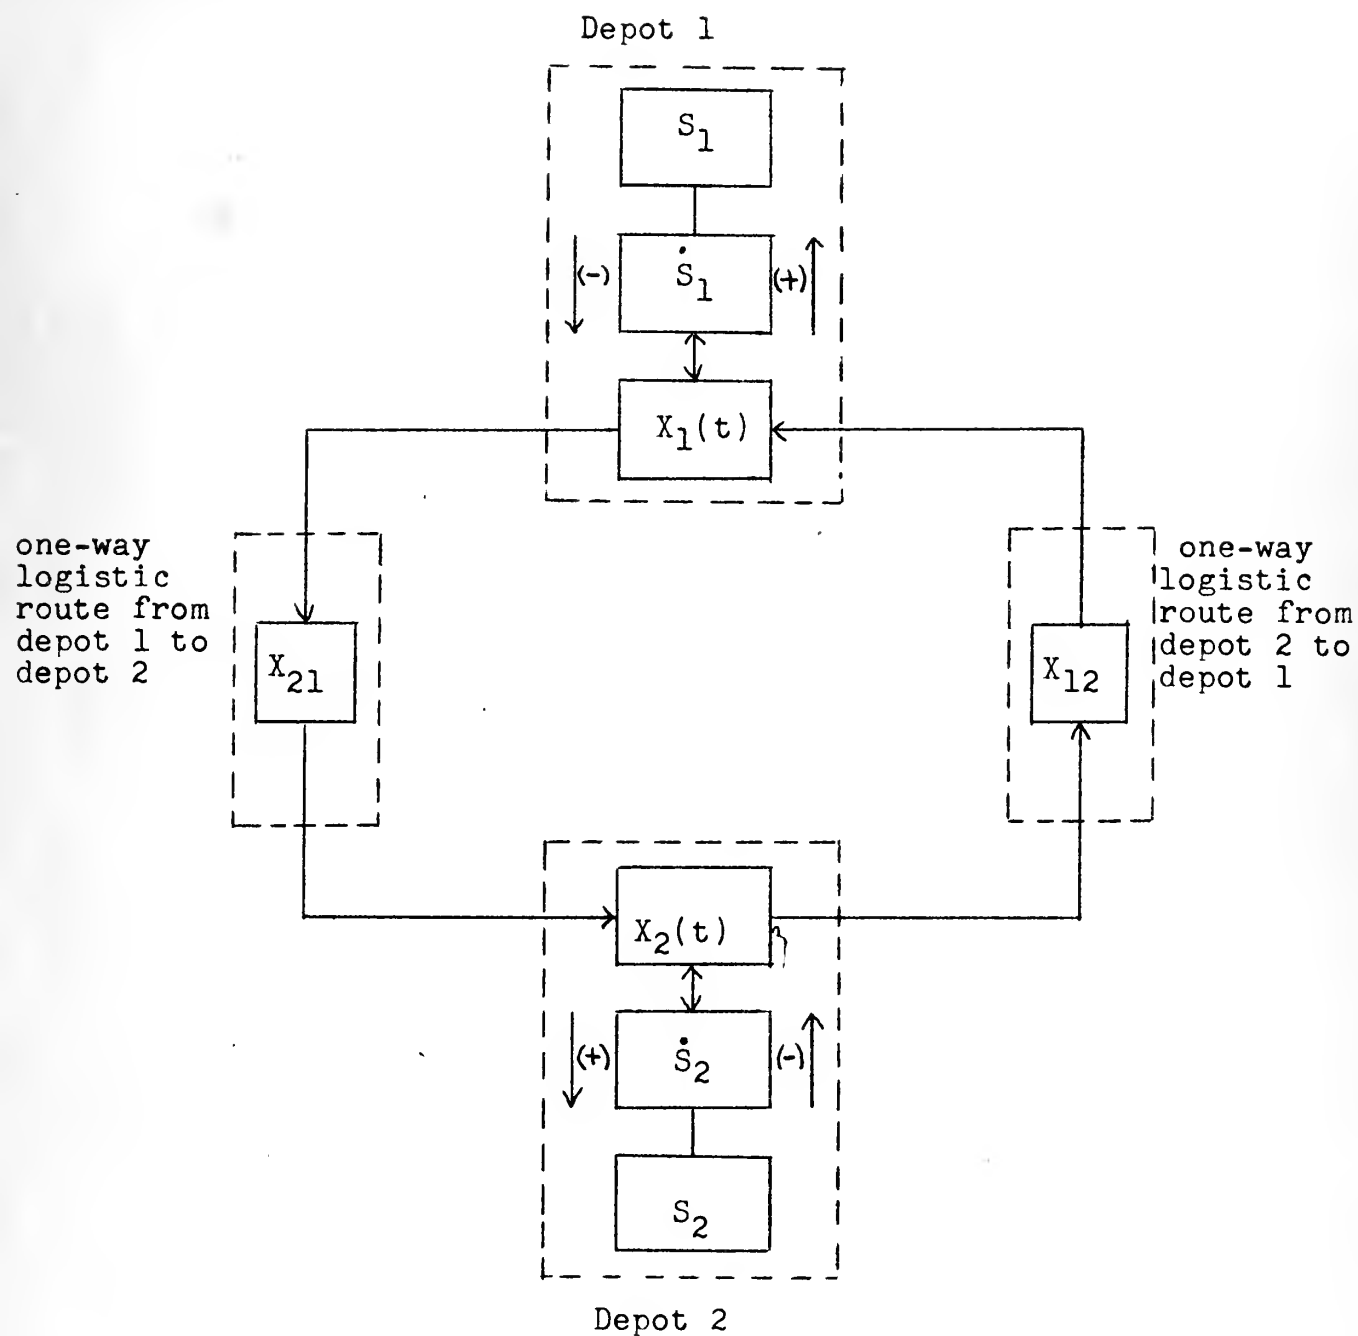 Depot 1
S₁
(-)
Ṡ₁
(+)
X₁(t)
one-way
logistic
route from
depot 1 to
depot 2
X₂₁
one-way
logistic
route from
depot 2 to
depot 1
X₁₂
X₂(t)
(+)
Ṡ₂
(-)
S₂
Depot 2